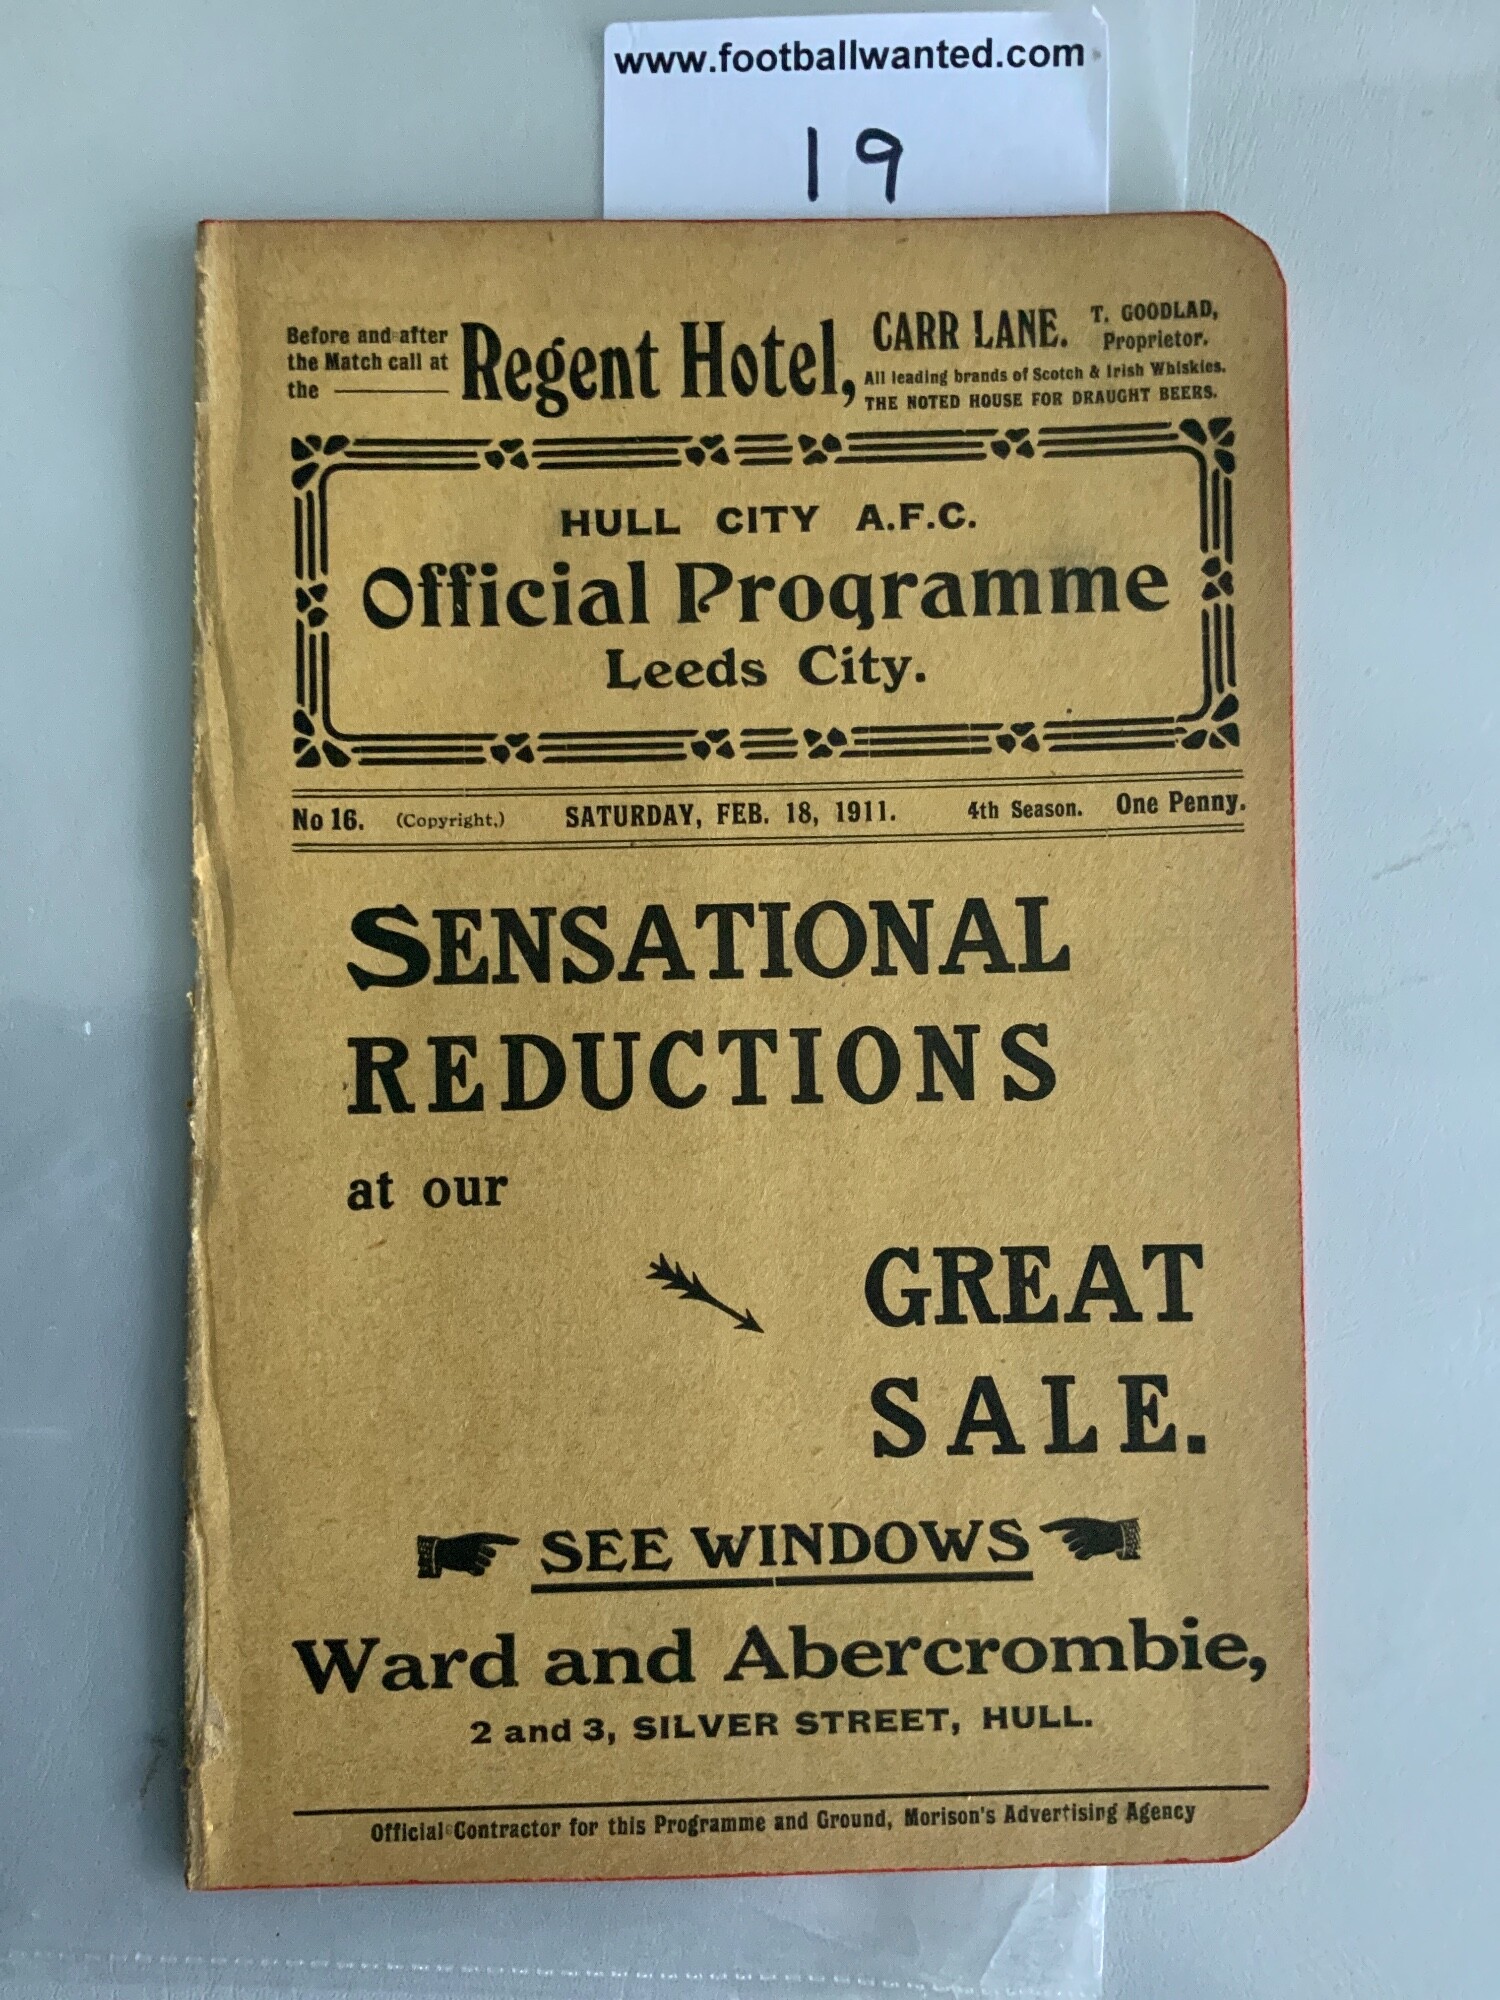 www.footballwanted.com
19
Before and after
the Match call at
the
Regent Hotel,
CARR LANE.
T. GOODLAD,
Proprietor.
All leading brands of Scotch & Irish Whiskies.
THE NOTED HOUSE FOR DRAUGHT BEERS.
HULL CITY A.F.C.
Official Programme
Leeds City.
No 16. (Copyright.) SATURDAY, FEB. 18, 1911. 4th Season. One Penny.
SENSATIONAL
REDUCTIONS
at our
GREAT
SALE.
SEE WINDOWS
Ward and Abercrombie,
2 and 3, SILVER STREET, HULL.
Official Contractor for this Programme and Ground, Morison's Advertising Agency